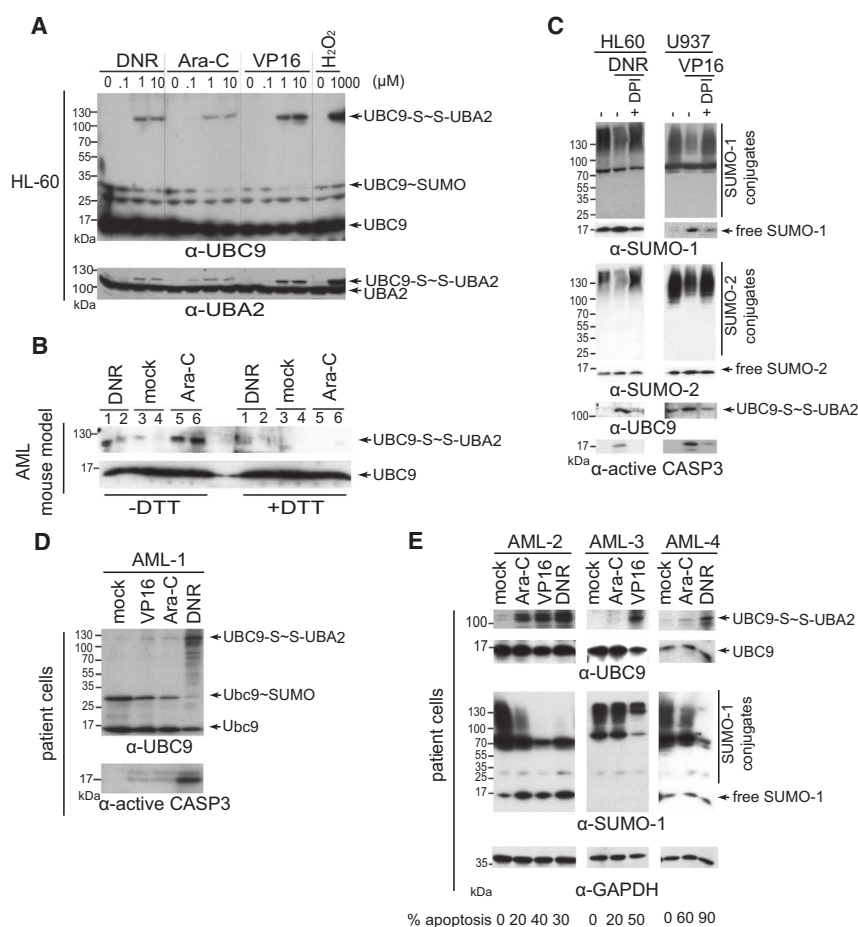 A
DNR Ara-C VP16 H2O2
0 .1 1 10 0 .1 1 10 0 .1 1 10 0 1000 (µM)
HL-60
130
100
70
55
35
25
17
kDa
UBC9-S~S-UBA2
UBC9~SUMO
UBC9
α-UBC9
130
100
kDa
UBC9-S~S-UBA2
UBA2
α-UBA2
B
DNR mock Ara-C DNR mock Ara-C
1 2 3 4 5 6 1 2 3 4 5 6
AML
mouse model
130
UBC9-S~S-UBA2
17
UBC9
-DTT +DTT
C
HL60 U937
DNR VP16
- - + DPI - - + DPI
130
100
70
55
35
25
SUMO-1
conjugates
17
free SUMO-1
α-SUMO-1
130
100
70
55
35
25
SUMO-2
conjugates
17
free SUMO-2
α-SUMO-2
100
UBC9-S~S-UBA2
α-UBC9
17
kDa
α-active CASP3
D
AML-1
mock VP16 Ara-C DNR
patient cells
130
100
70
55
35
25
17
UBC9-S~S-UBA2
Ubc9~SUMO
Ubc9
α-UBC9
17
kDa
α-active CASP3
E
AML-2 AML-3 AML-4
mock Ara-C VP16 DNR mock Ara-C VP16 mock Ara-C DNR
patient cells
100
UBC9-S~S-UBA2
17
UBC9
α-UBC9
130
100
70
55
35
25
17
SUMO-1
conjugates
free SUMO-1
α-SUMO-1
35
kDa
α-GAPDH
% apoptosis 0 20 40 30 0 20 50 0 60 90